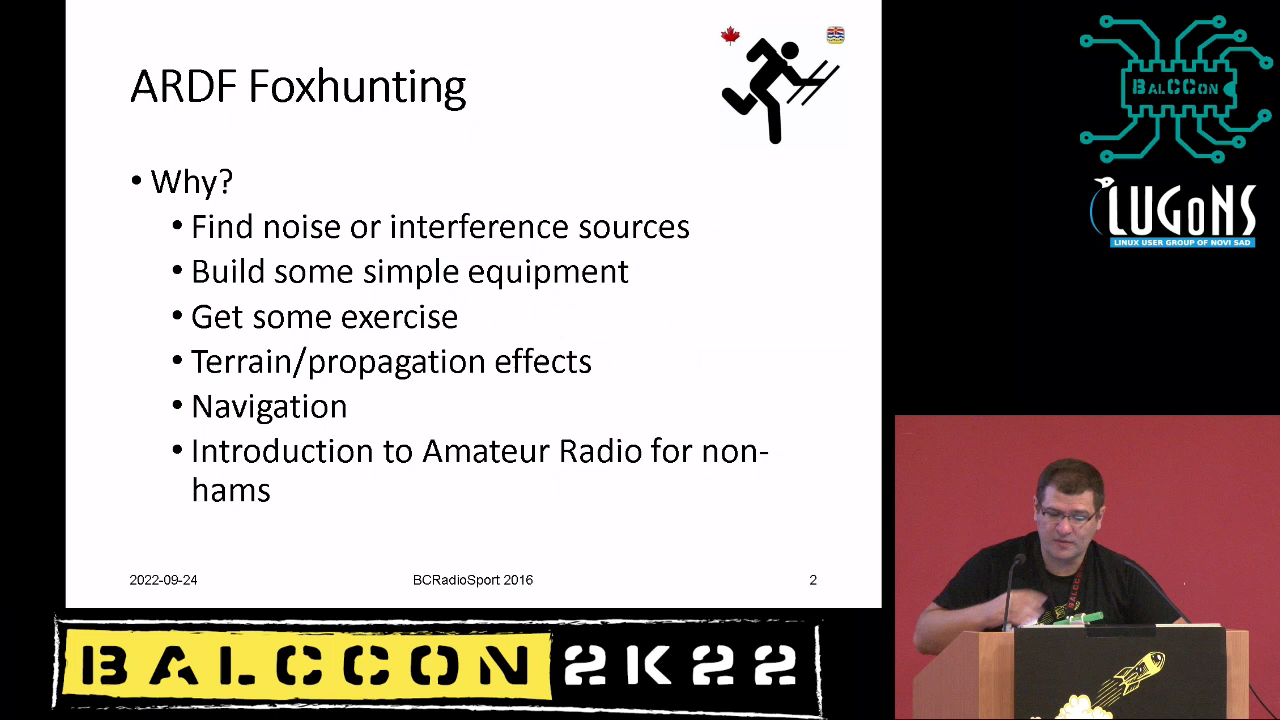 ARDF Foxhunting
• Why?
• Find noise or interference sources
• Build some simple equipment
• Get some exercise
• Terrain/propagation effects
• Navigation
• Introduction to Amateur Radio for non-
hams
2022-09-24
BCRadioSport 2016
2
BALCCON
LUGONS
LINUX USER GROUP OF NOVI SAD
BALCCON
BALCCON 2K22